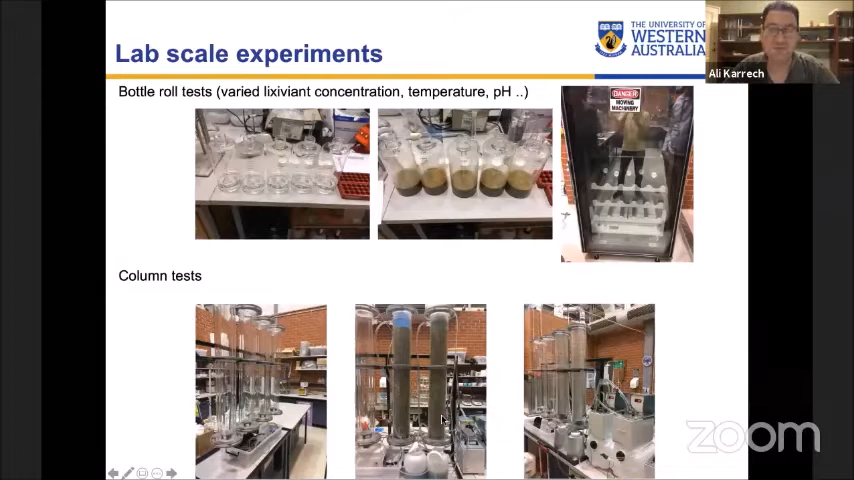 THE UNIVERSITY OF
WESTERN
AUSTRALIA
Lab scale experiments
Ali Karrech
Bottle roll tests (varied lixiviant concentration, temperature, pH ..)
DANGER
MOVING
MACHINERY
Column tests
zoom